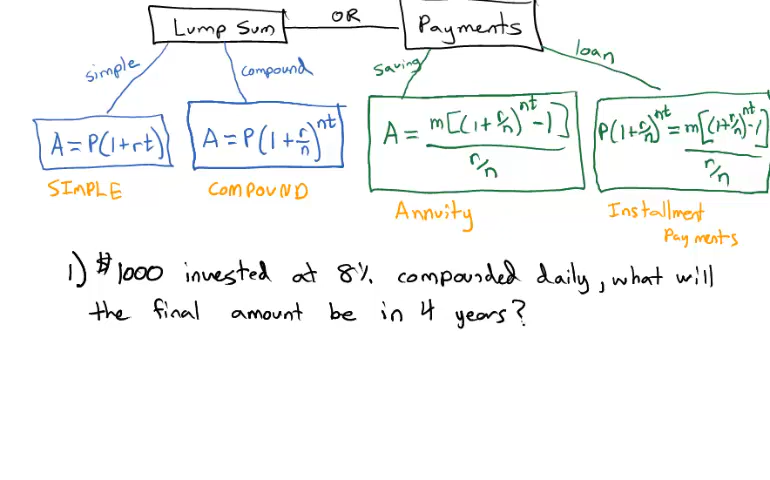 Lump Sum OR Payments
simple compound saving loan
A = P(1+rt) A = P(1+r/n)^nt A = m[(1+r/n)^nt -1] / r/n P(1+r/n)^nt = m[(1+r/n)^nt -1] / r/n
SIMPLE COMPOUND Annuity Installment
Payments
1) $1000 invested at 8% compounded daily, what will
the final amount be in 4 years?